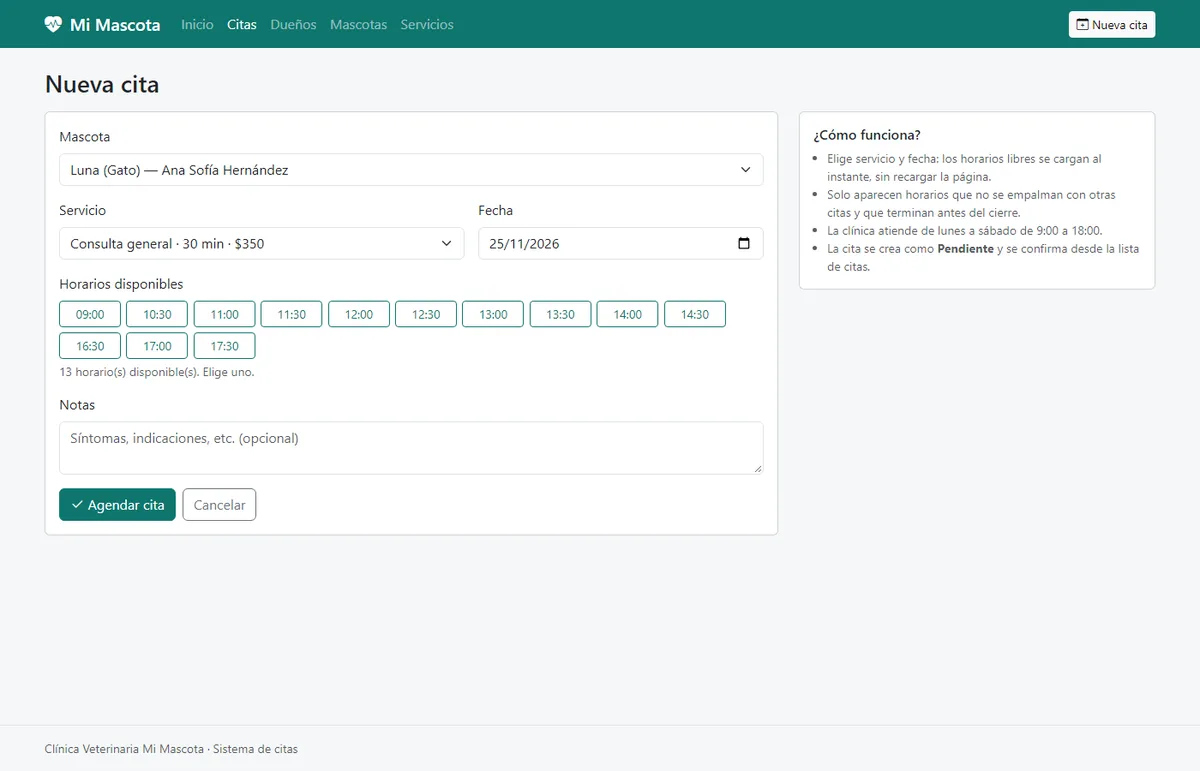 Mi Mascota Inicio Citas Dueños Mascotas Servicios Nueva cita
Nueva cita
Mascota
Luna (Gato) — Ana Sofía Hernández
Servicio Fecha
Consulta general · 30 min · $350 25/11/2026
Horarios disponibles
09:00 10:30 11:00 11:30 12:00 12:30 13:00 13:30 14:00 14:30
16:30 17:00 17:30
13 horario(s) disponible(s). Elige uno.
Notas
Síntomas, indicaciones, etc. (opcional)
Agendar cita Cancelar
¿Cómo funciona?
Elige servicio y fecha: los horarios libres se cargan al
instante, sin recargar la página.
Solo aparecen horarios que no se empalman con otras
citas y que terminan antes del cierre.
La clínica atiende de lunes a sábado de 9:00 a 18:00.
La cita se crea como Pendiente y se confirma desde la lista
de citas.
Clínica Veterinaria Mi Mascota · Sistema de citas